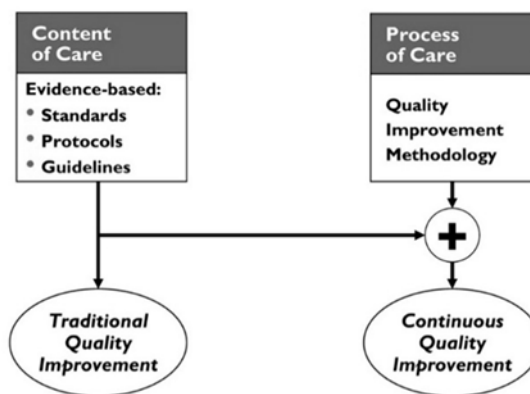 Content
of Care
Evidence-based:
• Standards
• Protocols
• Guidelines
Process
of Care
Quality
Improvement
Methodology
+
Traditional
Quality
Improvement
Continuous
Quality
Improvement